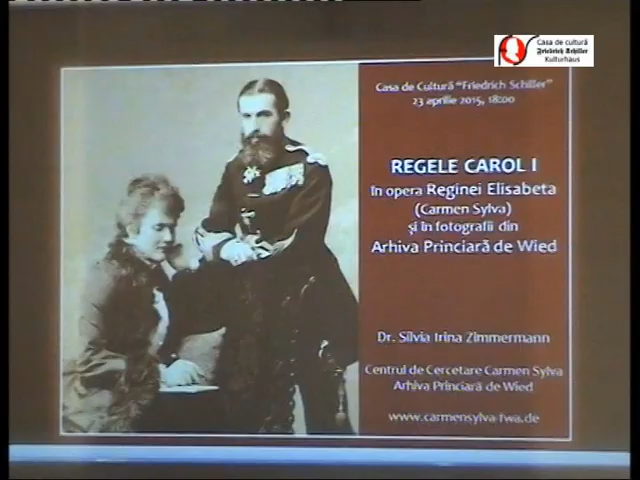 Casa de cultură
Friedrich Schiller
Kulturhaus
Casa de Cultură "Friedrich Schiller"
23 aprilie 2015, 18:00
REGELE CAROL I
în opera Reginei Elisabeta
(Carmen Sylva)
și în fotografii din
Arhiva Princiară de Wied
Dr. Silvia Irina Zimmermann
Centrul de Cercetare Carmen Sylva
Arhiva Princiară de Wied
www.carmensylva-fwa.de